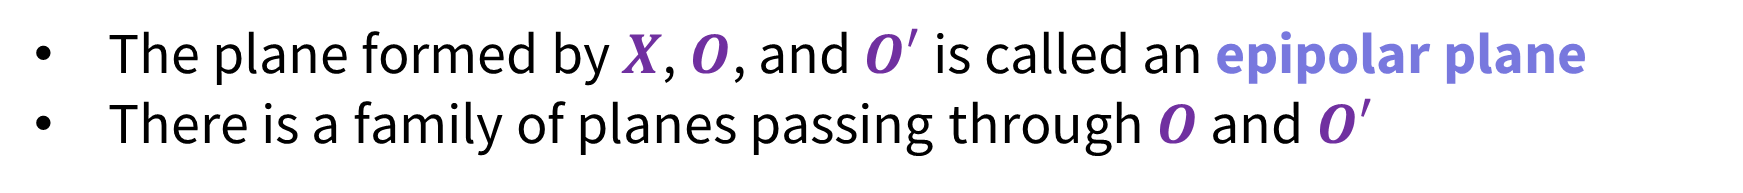 • The plane formed by X, O, and O′ is called an epipolar plane
• There is a family of planes passing through O and O′